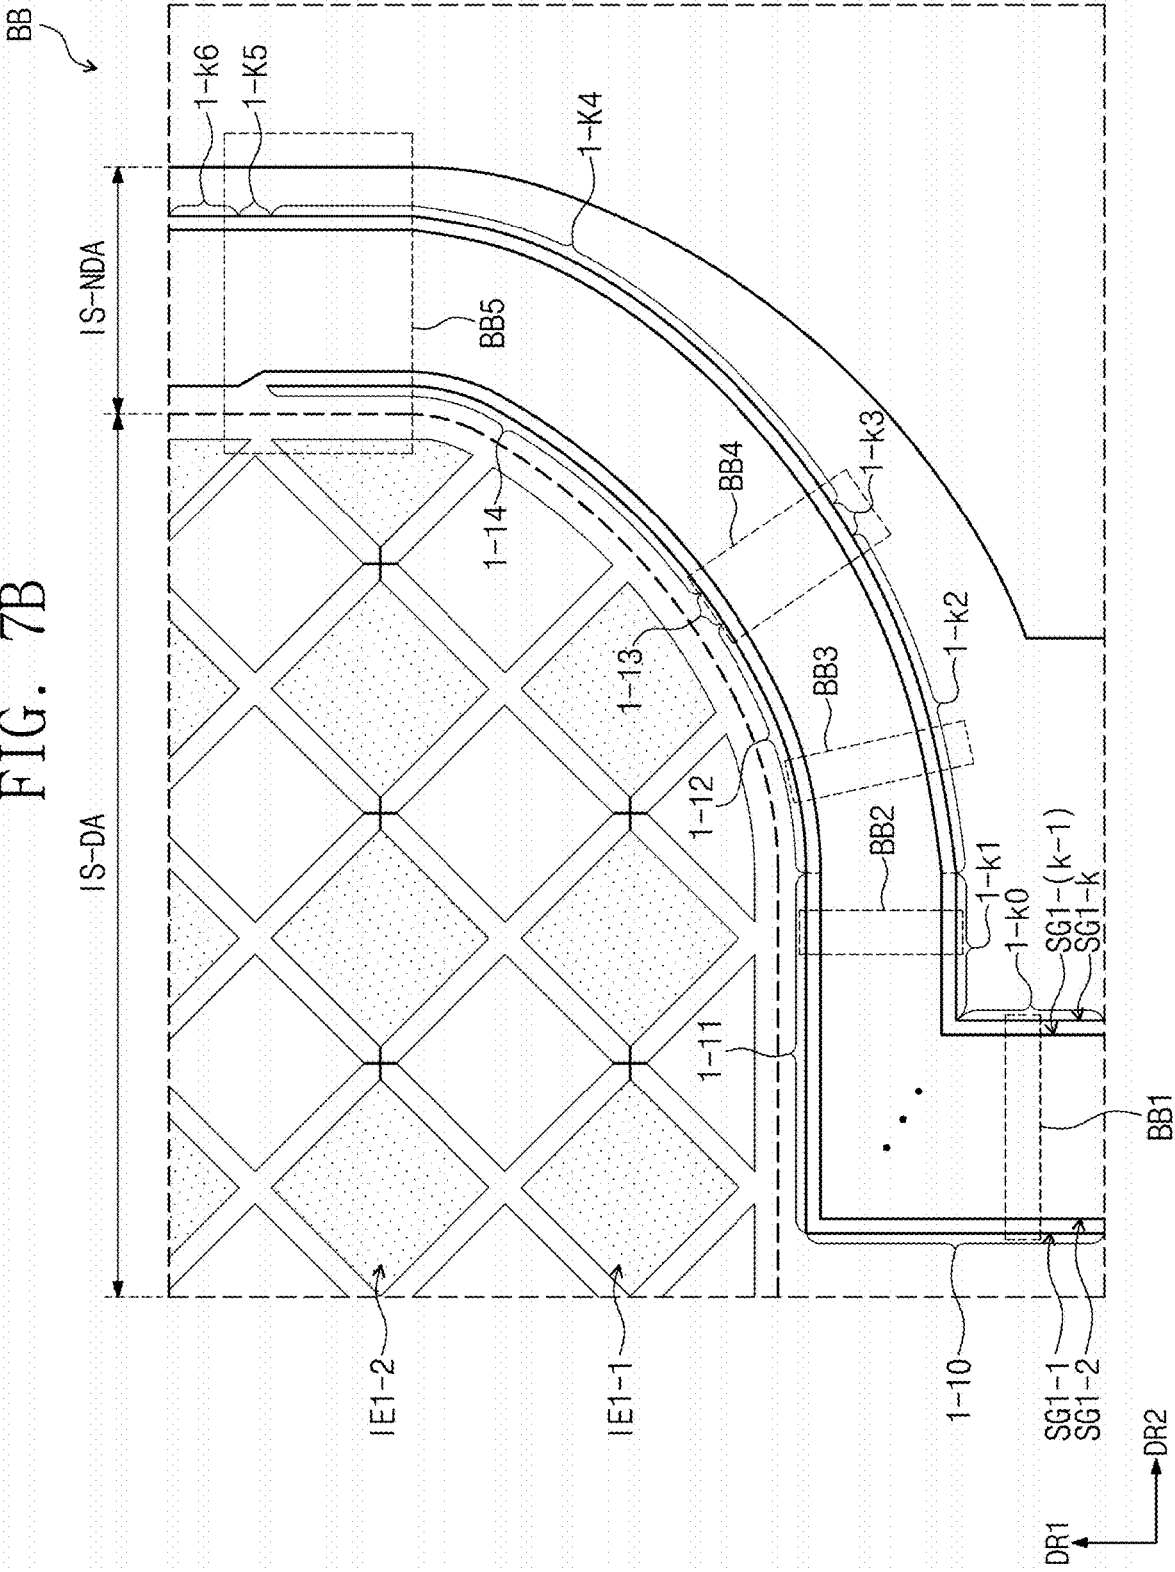 FIG. 7B
BB
IS-DA
IS-NDA
1-k6
1-K5
1-K4
BB5
1-14
BB4
1-k3
1-13
1-k2
BB3
1-12
BB2
1-11
1-k1
1-k0
SG1-(k-1)
SG1-k
BB1
IE1-2
IE1-1
1-10
SG1-1
SG1-2
DR1
DR2